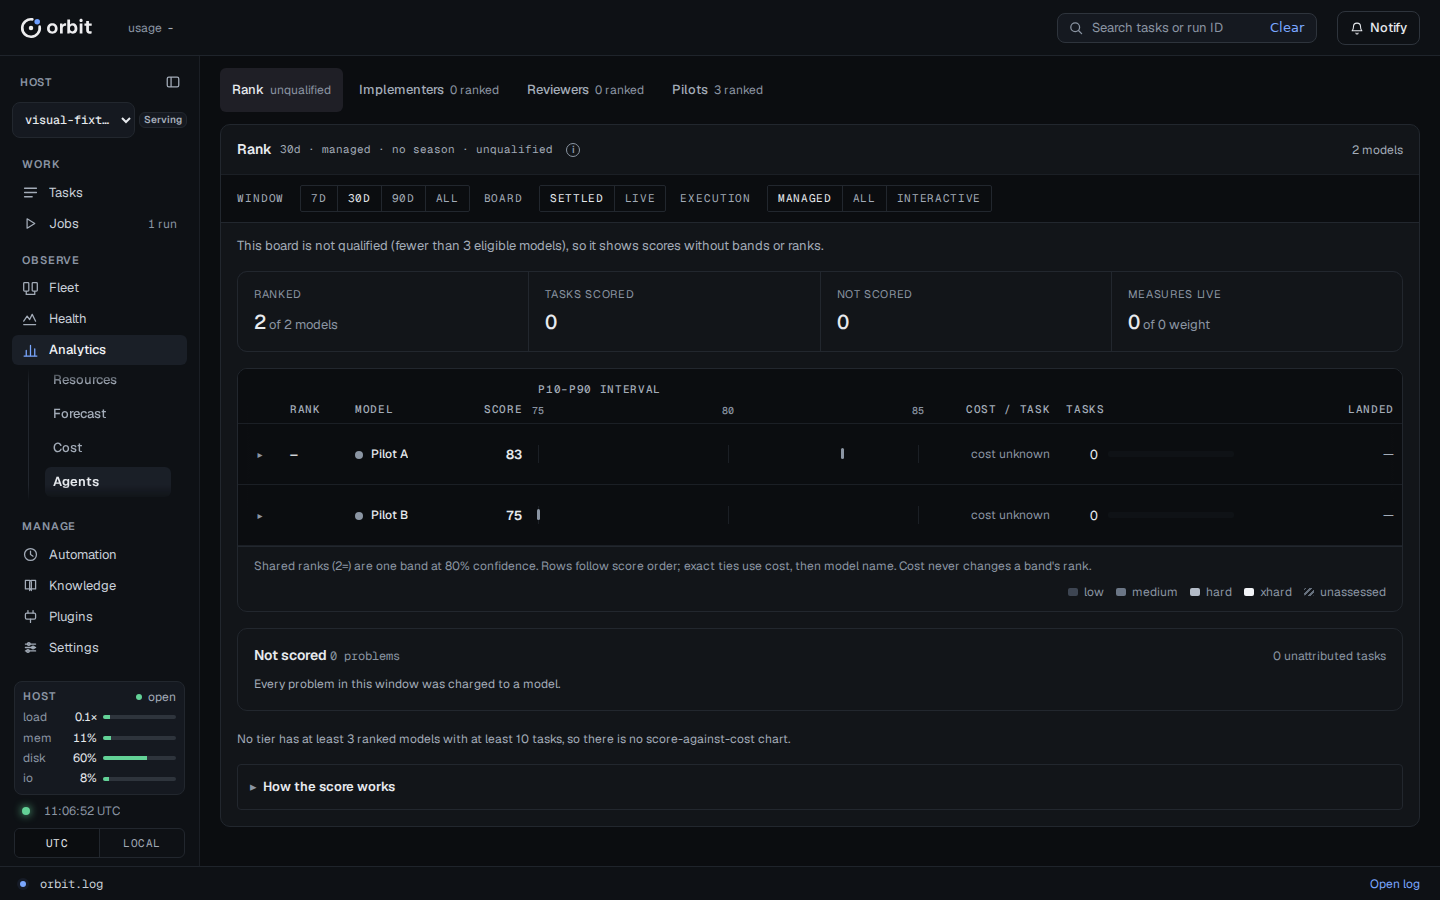 orbit
usage -
Search tasks or run ID
Clear
Notify
HOST
visual-fixt…
Serving
WORK
Tasks
Jobs 1 run
OBSERVE
Fleet
Health
Analytics
Resources
Forecast
Cost
Agents
MANAGE
Automation
Knowledge
Plugins
Settings
HOST open
load 0.1×
mem 11%
disk 60%
io 8%
11:06:52 UTC
UTC LOCAL
Rank unqualified Implementers 0 ranked Reviewers 0 ranked Pilots 3 ranked
Rank 30d · managed · no season · unqualified 2 models
WINDOW 7D 30D 90D ALL BOARD SETTLED LIVE EXECUTION MANAGED ALL INTERACTIVE
This board is not qualified (fewer than 3 eligible models), so it shows scores without bands or ranks.
RANKED TASKS SCORED NOT SCORED MEASURES LIVE
2 of 2 models 0 0 0 of 0 weight
P10–P90 INTERVAL
RANK MODEL SCORE 75 80 85 COST / TASK TASKS LANDED
– Pilot A 83 cost unknown 0 —
Pilot B 75 cost unknown 0 —
Shared ranks (2=) are one band at 80% confidence. Rows follow score order; exact ties use cost, then model name. Cost never changes a band's rank.
low medium hard xhard unassessed
Not scored 0 problems 0 unattributed tasks
Every problem in this window was charged to a model.
No tier has at least 3 ranked models with at least 10 tasks, so there is no score-against-cost chart.
How the score works
orbit.log Open log